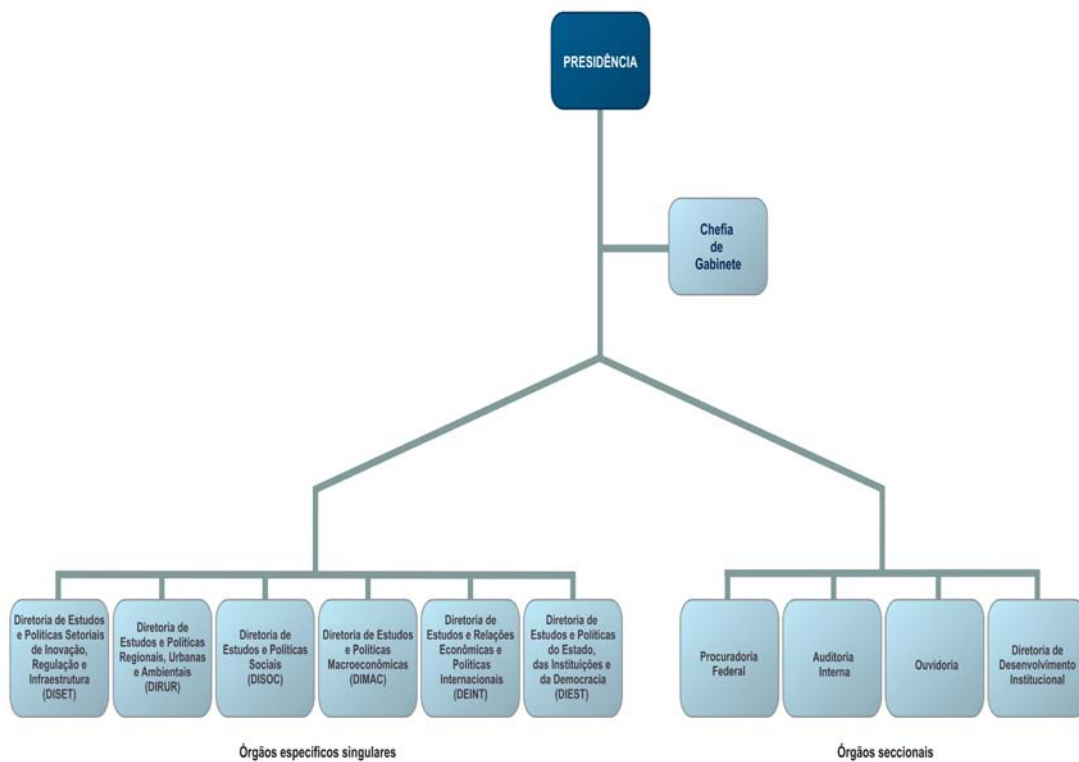 PRESIDÊNCIA
Chefia
de
Gabinete
Diretoria de Estudos
e Políticas Setoriais
de Inovação,
Regulação e
Infraestrutura
(DISET)
Diretoria de
Estudos e Políticas
Regionais, Urbanas
e Ambientais
(DIRUR)
Diretoria de
Estudos e Políticas
Sociais
(DISOC)
Diretoria de Estudos
e Políticas
Macroeconômicas
(DIMAC)
Diretoria de
Estudos e Relações
Econômicas e
Políticas
Internacionais
(DEINT)
Diretoria de
Estudos e Políticas
do Estado,
das Instituições e
da Democracia
(DIEST)
Procuradoria
Federal
Auditoria
Interna
Ouvidoria
Diretoria de
Desenvolvimento
Institucional
Órgãos específicos singulares
Órgãos seccionais